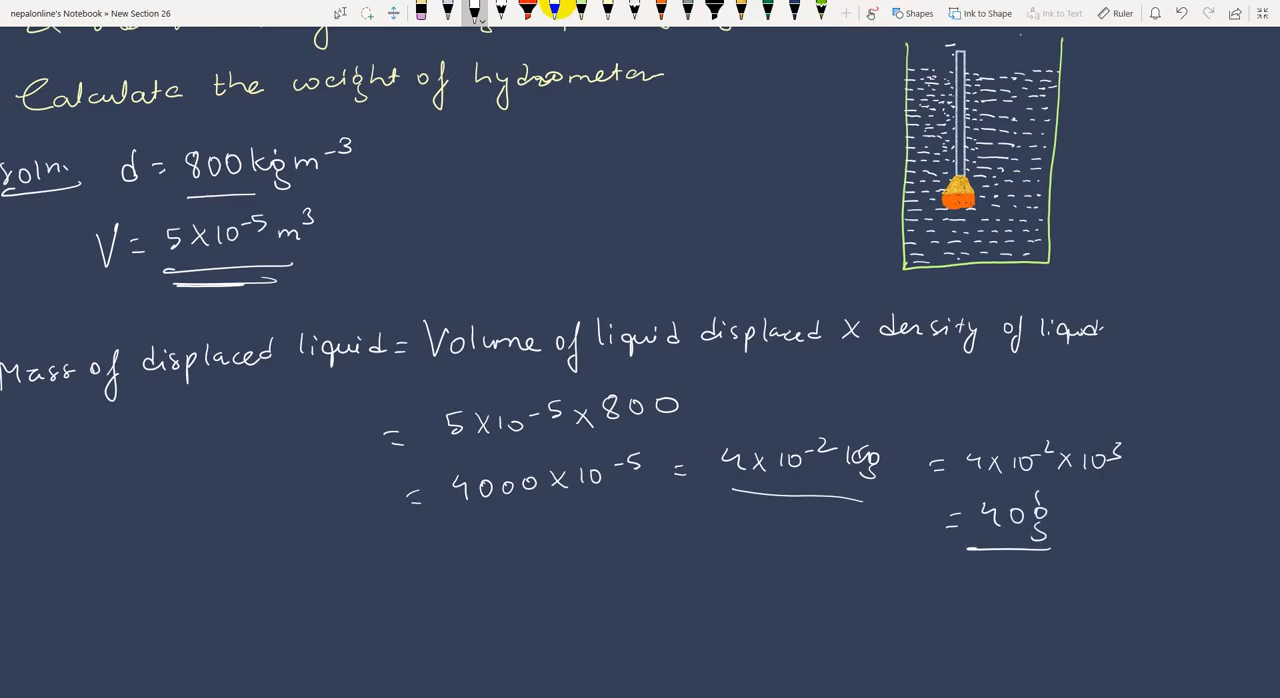 nepalonline's Notebook » New Section 26
Shapes Ink to Shape Ink to Text Ruler
Calculate the weight of hydrometer
soln. d = 800 kg m⁻³
V = 5 X 10⁻⁵ m³
Mass of displaced liquid = Volume of liquid displaced X density of liquid
= 5 X 10⁻⁵ X 800
= 4000 X 10⁻⁵ = 4 X 10⁻² kg = 4 X 10⁻² X 10³
= 40g